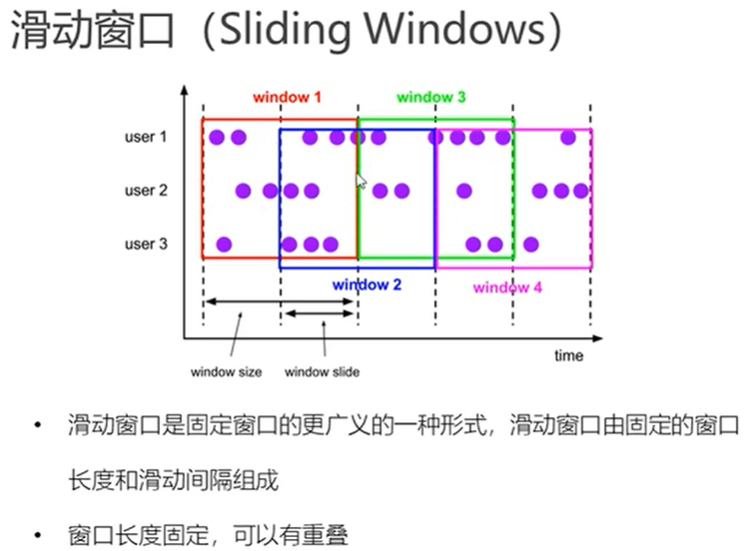 滑动窗口（Sliding Windows）
window 1
window 3
user 1
user 2
user 3
window 2
window 4
window size
window slide
time
• 滑动窗口是固定窗口的更广义的一种形式，滑动窗口由固定的窗口
长度和滑动间隔组成
• 窗口长度固定，可以有重叠